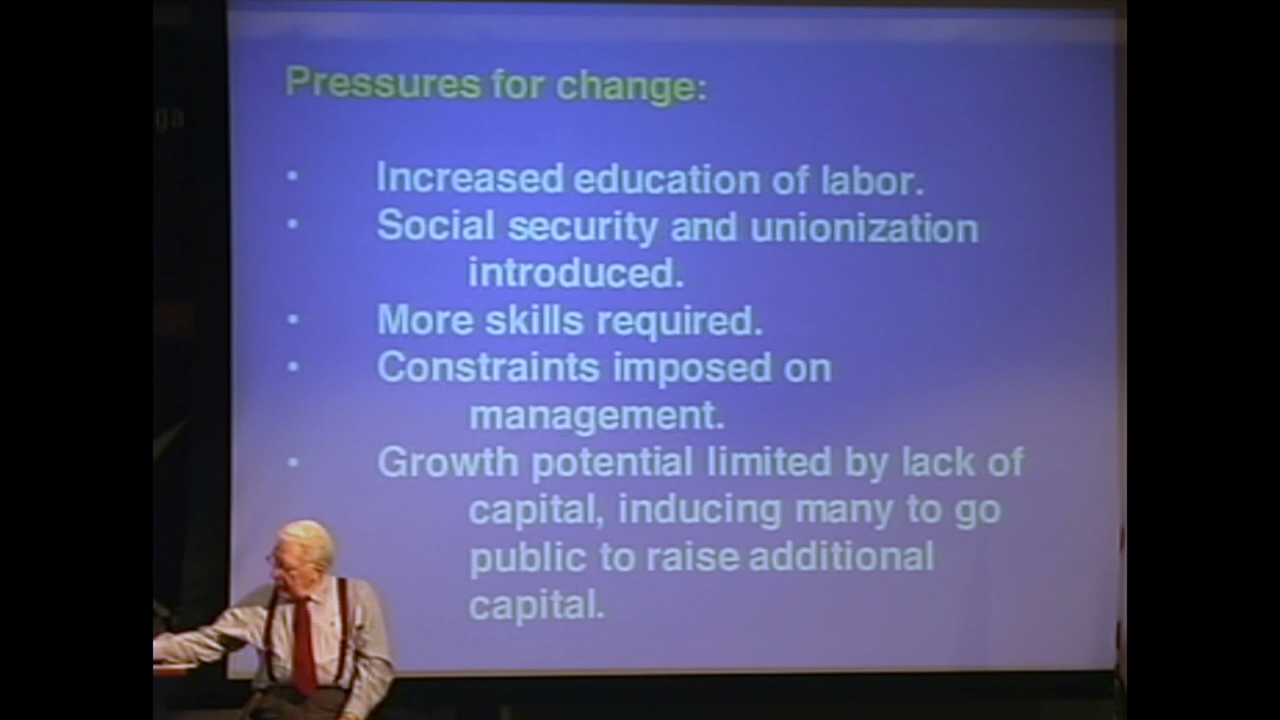 Pressures for change:
• Increased education of labor.
• Social security and unionization
introduced.
• More skills required.
• Constraints imposed on
management.
• Growth potential limited by lack of
capital, inducing many to go
public to raise additional
capital.
ga